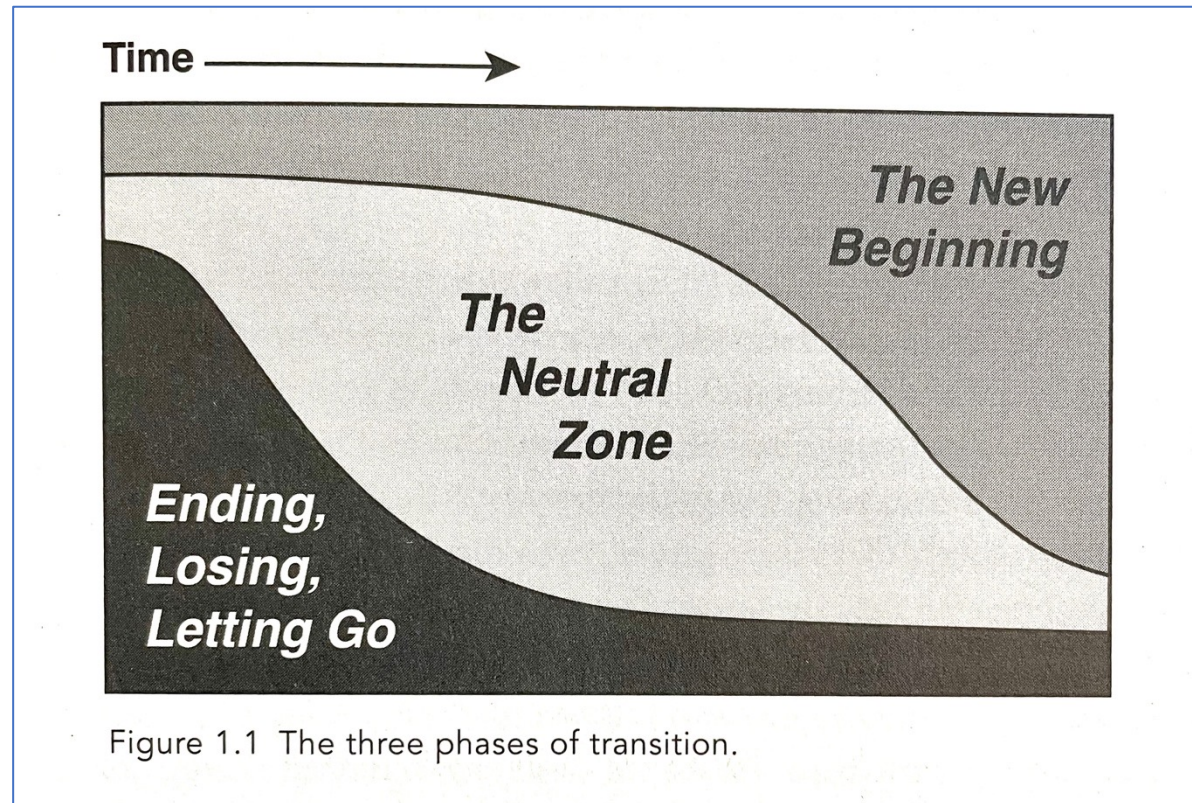 Time
The New
Beginning
The
Neutral
Zone
Ending,
Losing,
Letting Go
Figure 1.1 The three phases of transition.